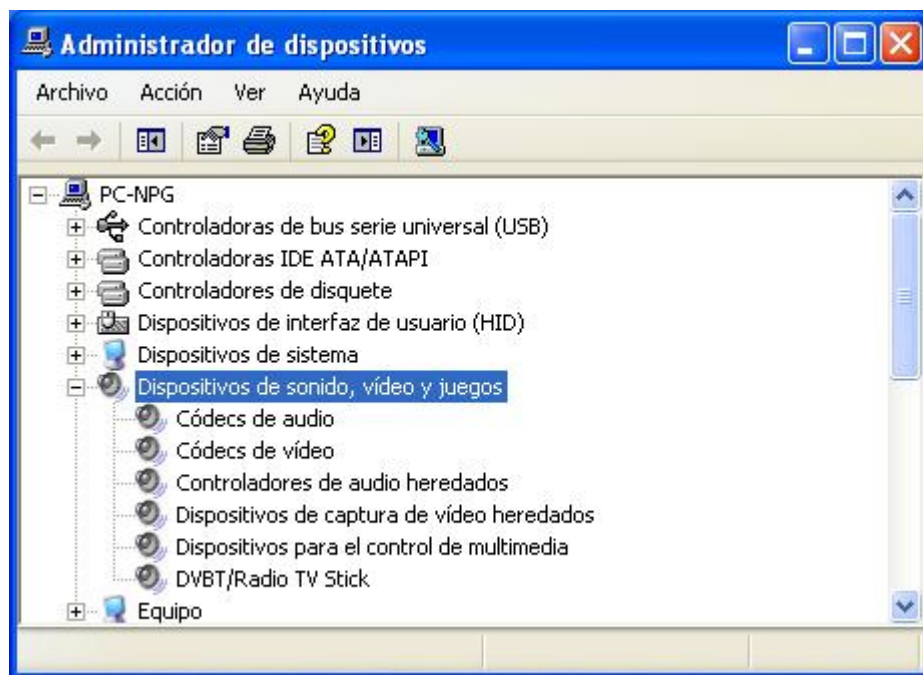 Administrador de dispositivos
Archivo Acción Ver Ayuda
PC-NPG
Controladoras de bus serie universal (USB)
Controladoras IDE ATA/ATAPI
Controladores de disquete
Dispositivos de interfaz de usuario (HID)
Dispositivos de sistema
Dispositivos de sonido, vídeo y juegos
Códecs de audio
Códecs de vídeo
Controladores de audio heredados
Dispositivos de captura de vídeo heredados
Dispositivos para el control de multimedia
DVBT/Radio TV Stick
Equipo